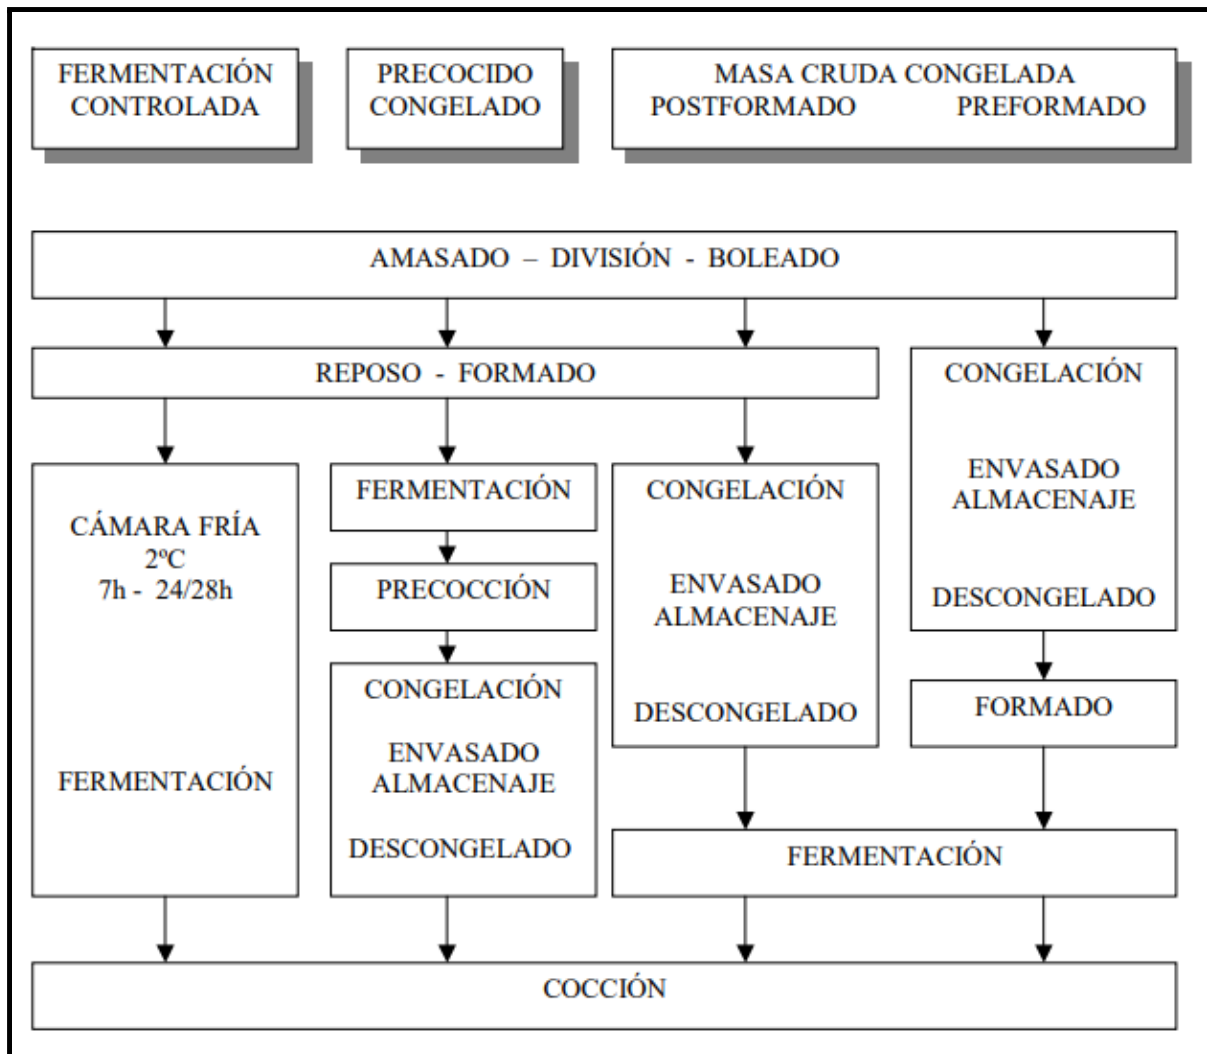 FERMENTACIÓN
CONTROLADA
PRECOCIDO
CONGELADO
MASA CRUDA CONGELADA
POSTFORMADO PREFORMADO
AMASADO – DIVISIÓN - BOLEADO
REPOSO - FORMADO
CÁMARA FRÍA
2ºC
7h - 24/28h
FERMENTACIÓN
FERMENTACIÓN
PRECOCCIÓN
CONGELACIÓN
ENVASADO
ALMACENAJE
DESCONGELADO
CONGELACIÓN
ENVASADO
ALMACENAJE
DESCONGELADO
CONGELACIÓN
ENVASADO
ALMACENAJE
DESCONGELADO
FORMADO
FERMENTACIÓN
COCCIÓN